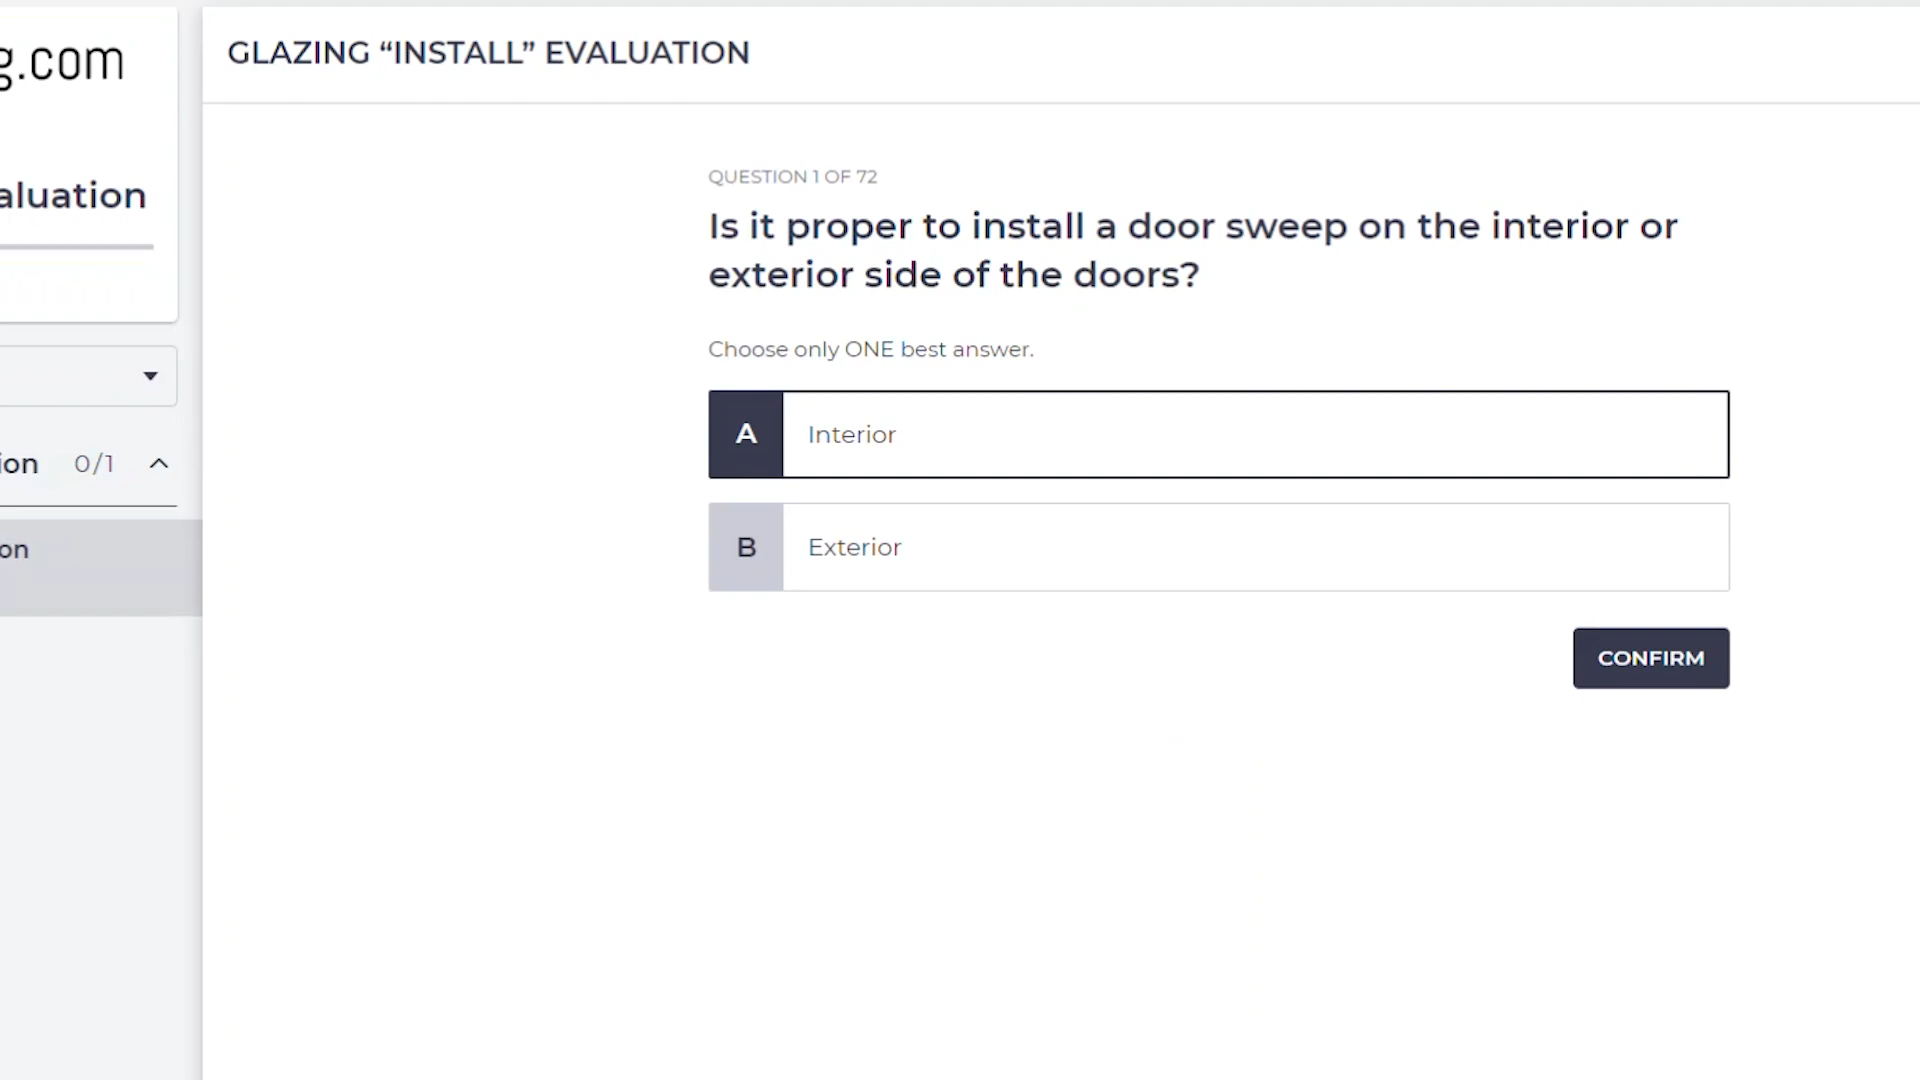 g.com
GLAZING “INSTALL” EVALUATION
aluation
ion 0/1
on
QUESTION 1 OF 72
Is it proper to install a door sweep on the interior or
exterior side of the doors?
Choose only ONE best answer.
A Interior
B Exterior
CONFIRM